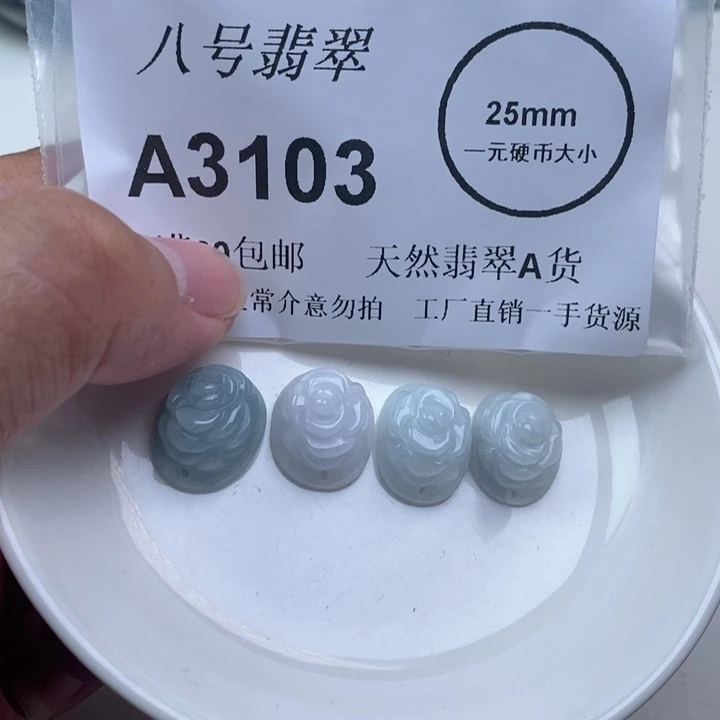 八号翡翠
A3103
25mm
一元硬币大小
包邮 天然翡翠A货
常介意勿拍 工厂直销一手货源